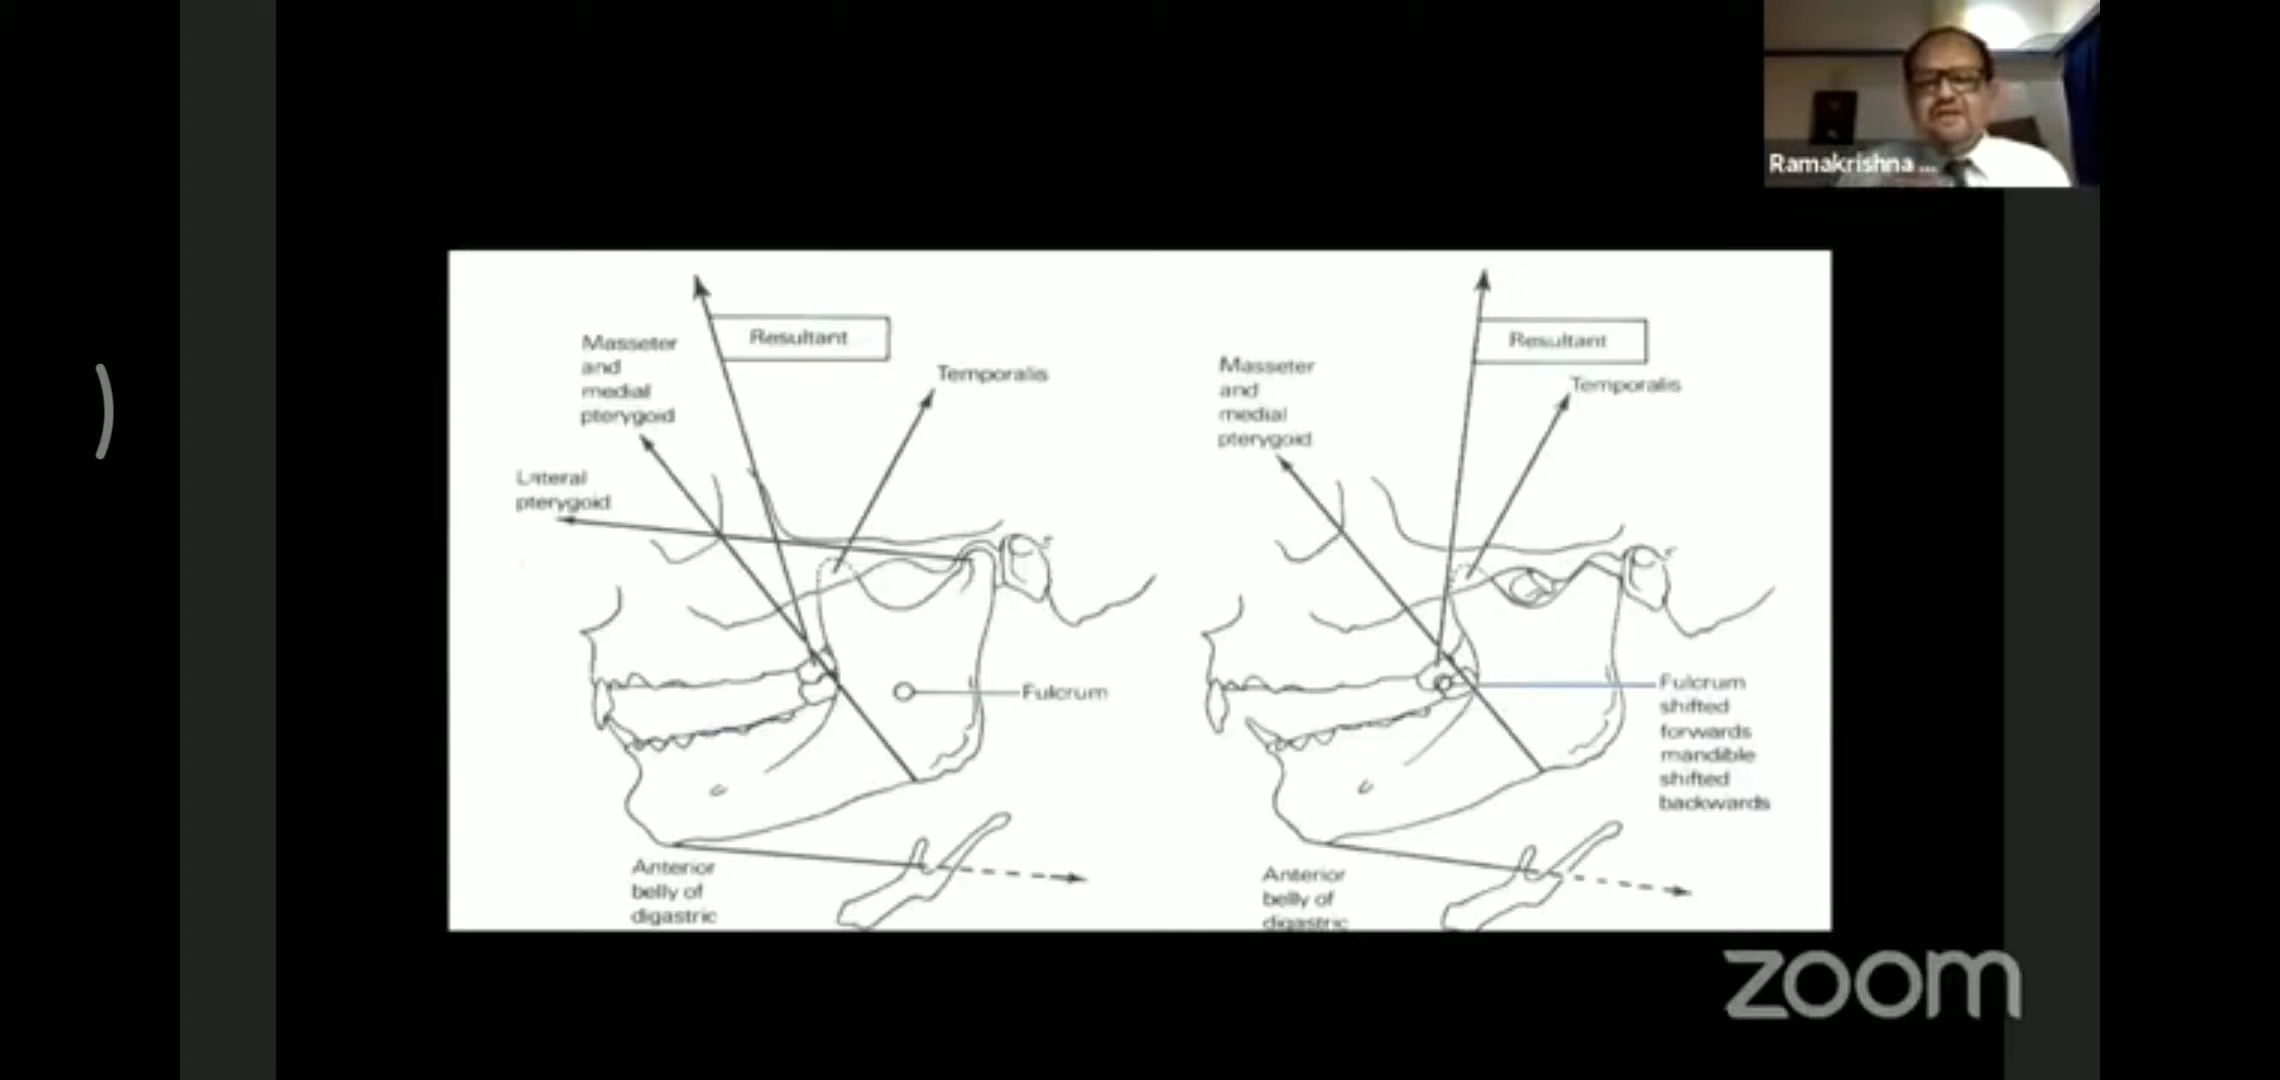 Ramakrishna ...
Resultant
Masseter
and
medial
pterygoid
Temporalis
Lateral
pterygoid
Fulcrum
Anterior
belly of
digastric
Resultant
Masseter
and
medial
pterygoid
Temporalis
Fulcrum
shifted
forwards
mandible
shifted
backwards
Anterior
belly of
digastric
zoom